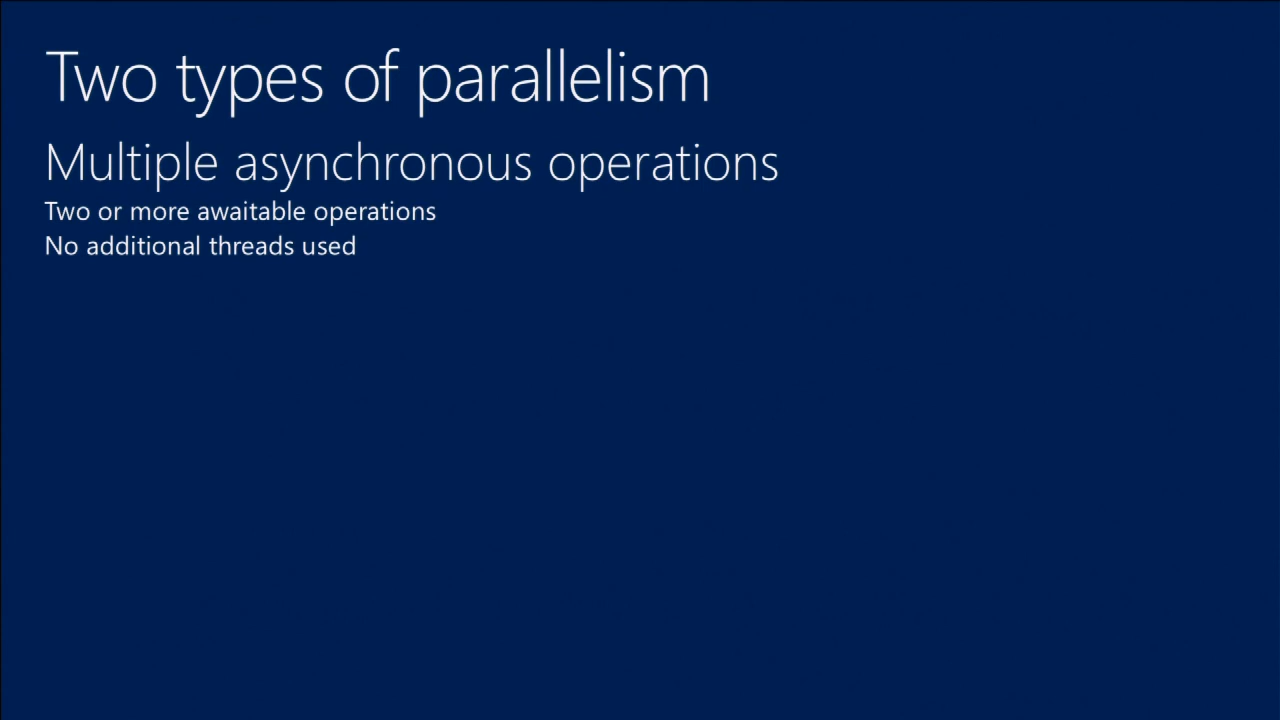 Two types of parallelism
Multiple asynchronous operations
Two or more awaitable operations
No additional threads used